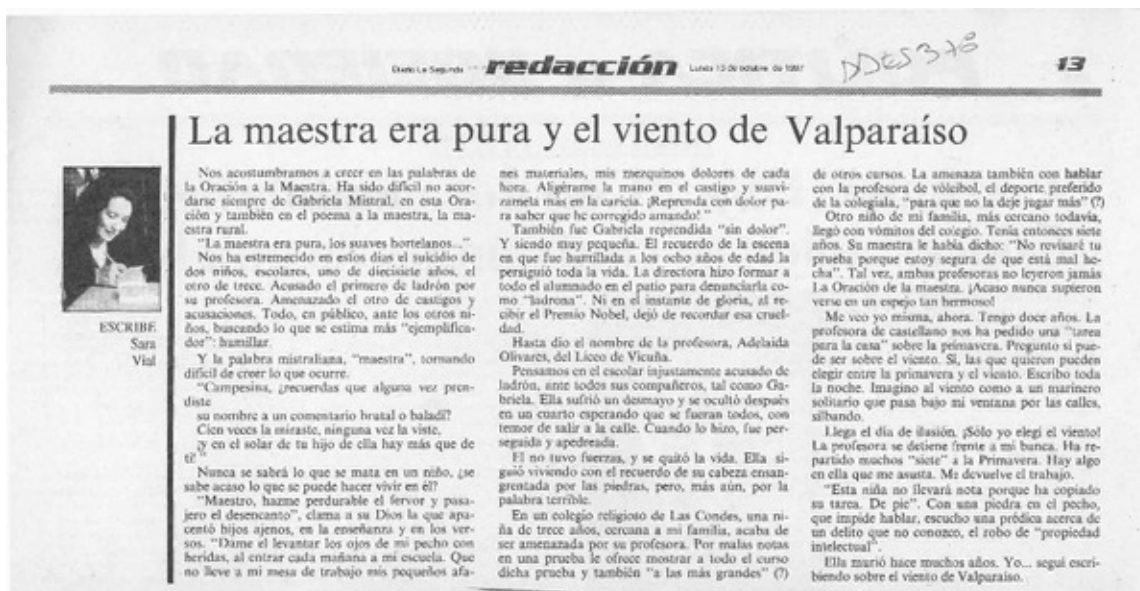 Diario La Segunda
redacción
Lunes 13 de octubre de 1997
DDES 378
13
La maestra era pura y el viento de Valparaíso
ESCRIBE
Sara
Vial
Nos acostumbramos a creer en las palabras de
la Oración a la Maestra. Ha sido difícil no acor-
darse siempre de Gabriela Mistral, en esta Ora-
ción y también en el poema a la maestra, la ma-
estra rural.
"La maestra era pura, los suaves hortelanos..."
Nos ha estremecido en estos días el suicidio de
dos niños, escolares, uno de diecisiete años, el
otro de trece. Acusado el primero de ladrón por
su profesora. Amenazado el otro de castigos y
acusaciones. Todo, en público, ante los otros ni-
ños, buscando lo que se estima más "ejemplifica-
dor": humillar.
Y la palabra mistraliana, "maestra", tornando
difícil de creer lo que ocurre.
"Campesina, ¿recuerdas que alguna vez pren-
diste
su nombre a un comentario brutal o baladí?
Cien veces la miraste, ninguna vez la viste,
¿y en el solar de tu hijo de ella hay más que de
ti"
Nunca se sabrá lo que se mata en un niño, ¿se
sabe acaso lo que se puede hacer vivir en él?
"Maestro, hazme perdurable el fervor y pasa-
jero el desencanto", clama a su Dios la que apa-
centó hijos ajenos, en la enseñanza y en los ver-
sos. "Dame el levantar los ojos de mi pecho con
heridas, al entrar cada mañana a mi escuela. Que
no lleve a mi mesa de trabajo mis pequeños afa-
nes materiales, mis mezquinos dolores de cada
hora. Aligérame la mano en el castigo y suaví-
zamela más en la caricia. ¡Reprenda con dolor pa-
ra saber que he corregido amando!"
También fue Gabriela reprendida "sin dolor".
Y siendo muy pequeña. El recuerdo de la escena
en que fue humillada a los ocho años de edad la
persiguió toda la vida. La directora hizo formar a
todo el alumnado en el patio para denunciarla co-
mo "ladrona". Ni en el instante de gloria, al re-
cibir el Premio Nobel, dejó de recordar esa cruel-
dad.
Hasta dio el nombre de la profesora, Adelaida
Olivares, del Liceo de Vicuña.
Pensamos en el escolar injustamente acusado de
ladrón, ante todos sus compañeros, tal como Ga-
briela. Ella sufrió un desmayo y se ocultó después
en un cuarto esperando que se fueran todos, con
temor de salir a la calle. Cuando lo hizo, fue per-
seguida y apedreada.
El no tuvo fuerzas, y se quitó la vida. Ella si-
guió viviendo con el recuerdo de su cabeza ensan-
grentada por las piedras, pero, más aún, por la
palabra terrible.
En un colegio religioso de Las Condes, una ni-
ña de trece años, cercana a mi familia, acaba de
ser amenazada por su profesora. Por malas notas
en una prueba le ofrece mostrar a todo el curso
dicha prueba y también "a las más grandes" (?)
de otros cursos. La amenaza también con hablar
con la profesora de vóleibol, el deporte preferido
de la colegiala, "para que no la deje jugar más" (?)
Otro niño de mi familia, más cercano todavía,
llegó con vómitos del colegio. Tenía entonces siete
años. Su maestra le había dicho: "No revisaré tu
prueba porque estoy segura de que está mal he-
cha". Tal vez, ambas profesoras no leyeron jamás
La Oración de la maestra. ¡Acaso nunca supieron
verse en un espejo tan hermoso!
Me veo yo misma, ahora. Tengo doce años. La
profesora de castellano nos ha pedido una "tarea
para la casa" sobre la primavera. Pregunto si pue-
de ser sobre el viento. Sí, las que quieren pueden
elegir entre la primavera y el viento. Escribo toda
la noche. Imagino al viento como a un marinero
solitario que pasa bajo mi ventana por las calles,
silbando.
Llega el día de ilusión. ¡Sólo yo elegí el viento!
La profesora se detiene frente a mi banca. Ha re-
partido muchos "siete" a la Primavera. Hay algo
en ella que me asusta. Me devuelve el trabajo.
"Esta niña no llevará nota porque ha copiado
su tarea. De pie". Con una piedra en el pecho,
que impide hablar, escucho una prédica acerca de
un delito que no conozco, el robo de "propiedad
intelectual".
Ella murió hace muchos años. Yo... seguí escri-
biendo sobre el viento de Valparaíso.